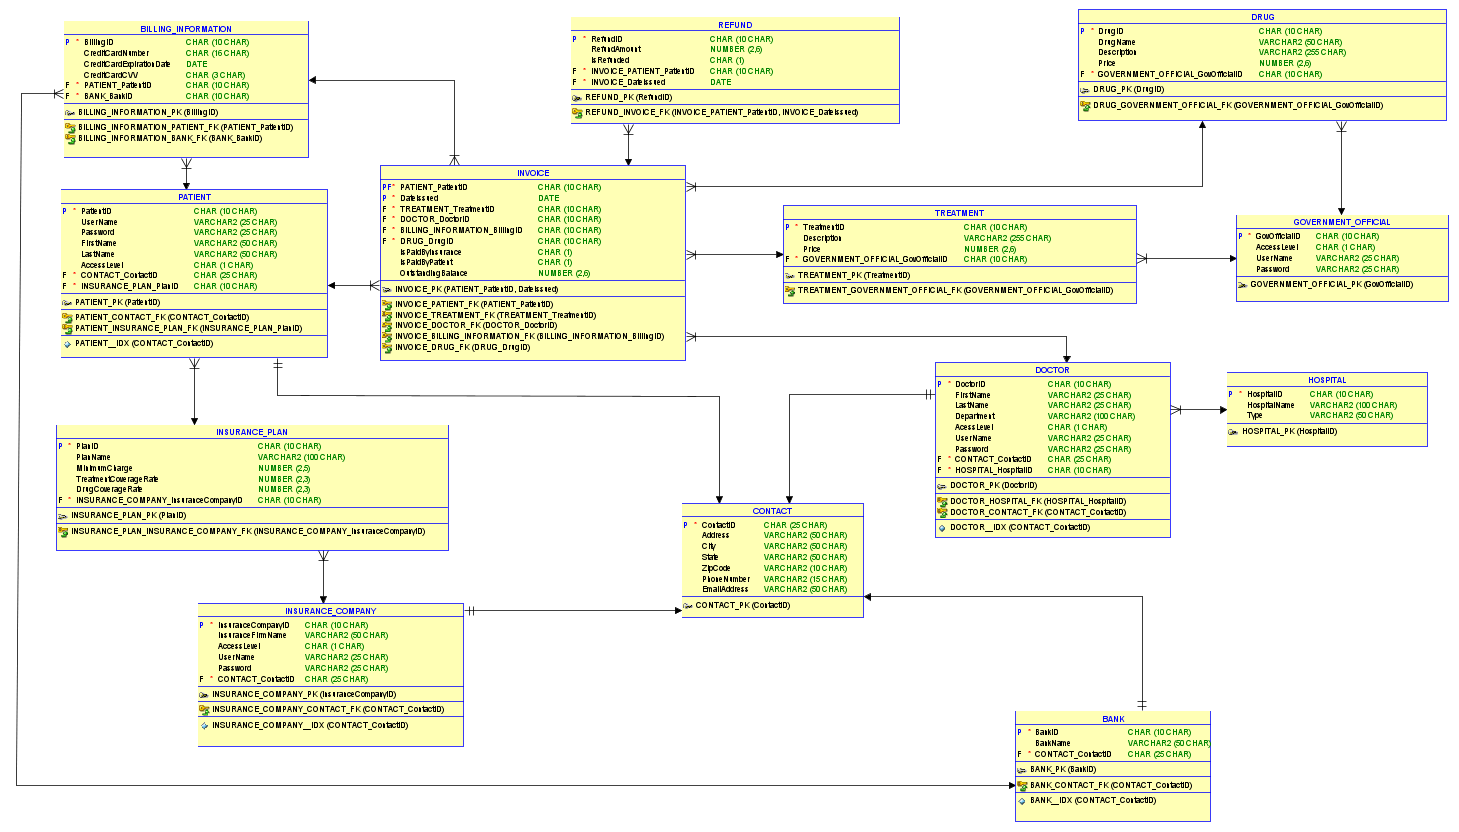 BILLING_INFORMATION
P * BillingID CHAR (10 CHAR)
CreditCardNumber CHAR (16 CHAR)
CreditCardExpirationDate DATE
CreditCardCVV CHAR (3 CHAR)
F * PATIENT_PatientID CHAR (10 CHAR)
F * BANK_BankID CHAR (10 CHAR)
BILLING_INFORMATION_PK (BillingID)
BILLING_INFORMATION_PATIENT_FK (PATIENT_PatientID)
BILLING_INFORMATION_BANK_FK (BANK_BankID)
REFUND
P * RefundID CHAR (10 CHAR)
RefundAmount NUMBER (2,6)
isRefunded CHAR (1)
F * INVOICE_PATIENT_PatientID CHAR (10 CHAR)
F * INVOICE_DateIssued DATE
REFUND_PK (RefundID)
REFUND_INVOICE_FK (INVOICE_PATIENT_PatientID, INVOICE_DateIssued)
DRUG
P * DrugID CHAR (10 CHAR)
DrugName VARCHAR2 (50 CHAR)
Description VARCHAR2 (255 CHAR)
Price NUMBER (2,6)
F * GOVERNMENT_OFFICIAL_GovOfficialID CHAR (10 CHAR)
DRUG_PK (DrugID)
DRUG_GOVERNMENT_OFFICIAL_FK (GOVERNMENT_OFFICIAL_GovOfficialID)
PATIENT
P * PatientID CHAR (10 CHAR)
UserName VARCHAR2 (25 CHAR)
Password VARCHAR2 (25 CHAR)
FirstName VARCHAR2 (50 CHAR)
LastName VARCHAR2 (50 CHAR)
AccessLevel CHAR (1 CHAR)
F * CONTACT_ContactID CHAR (25 CHAR)
F * INSURANCE_PLAN_PlanID CHAR (10 CHAR)
PATIENT_PK (PatientID)
PATIENT_CONTACT_FK (CONTACT_ContactID)
PATIENT_INSURANCE_PLAN_FK (INSURANCE_PLAN_PlanID)
PATIENT__IDX (CONTACT_ContactID)
INVOICE
PF* PATIENT_PatientID CHAR (10 CHAR)
P * DateIssued DATE
F * TREATMENT_TreatmentID CHAR (10 CHAR)
F * DOCTOR_DoctorID CHAR (10 CHAR)
F * BILLING_INFORMATION_BillingID CHAR (10 CHAR)
F * DRUG_DrugID CHAR (10 CHAR)
isPaidByInsurance CHAR (1)
isPaidByPatient CHAR (1)
OutstandingBalance NUMBER (2,6)
INVOICE_PK (PATIENT_PatientID, DateIssued)
INVOICE_PATIENT_FK (PATIENT_PatientID)
INVOICE_TREATMENT_FK (TREATMENT_TreatmentID)
INVOICE_DOCTOR_FK (DOCTOR_DoctorID)
INVOICE_BILLING_INFORMATION_FK (BILLING_INFORMATION_BillingID)
INVOICE_DRUG_FK (DRUG_DrugID)
TREATMENT
P * TreatmentID CHAR (10 CHAR)
Description VARCHAR2 (255 CHAR)
Price NUMBER (2,6)
F * GOVERNMENT_OFFICIAL_GovOfficialID CHAR (10 CHAR)
TREATMENT_PK (TreatmentID)
TREATMENT_GOVERNMENT_OFFICIAL_FK (GOVERNMENT_OFFICIAL_GovOfficialID)
GOVERNMENT_OFFICIAL
P * GovOfficialID CHAR (10 CHAR)
AccessLevel CHAR (1 CHAR)
UserName VARCHAR2 (25 CHAR)
Password VARCHAR2 (25 CHAR)
GOVERNMENT_OFFICIAL_PK (GovOfficialID)
DOCTOR
P * DoctorID CHAR (10 CHAR)
FirstName VARCHAR2 (25 CHAR)
LastName VARCHAR2 (25 CHAR)
Department VARCHAR2 (100 CHAR)
AcessLevel CHAR (1 CHAR)
UserName VARCHAR2 (25 CHAR)
Password VARCHAR2 (25 CHAR)
F * CONTACT_ContactID CHAR (25 CHAR)
F * HOSPITAL_HospitalID CHAR (10 CHAR)
DOCTOR_PK (DoctorID)
DOCTOR_HOSPITAL_FK (HOSPITAL_HospitalID)
DOCTOR_CONTACT_FK (CONTACT_ContactID)
DOCTOR__IDX (CONTACT_ContactID)
HOSPITAL
P * HospitalID CHAR (10 CHAR)
HospitalName VARCHAR2 (100 CHAR)
Type VARCHAR2 (50 CHAR)
HOSPITAL_PK (HospitalID)
INSURANCE_PLAN
P * PlanID CHAR (10 CHAR)
PlanName VARCHAR2 (100 CHAR)
MinimumCharge NUMBER (2,5)
TreatmentCoverageRate NUMBER (2,3)
DrugCoverageRate NUMBER (2,3)
F * INSURANCE_COMPANY_InsuranceCompanyID CHAR (10 CHAR)
INSURANCE_PLAN_PK (PlanID)
INSURANCE_PLAN_INSURANCE_COMPANY_FK (INSURANCE_COMPANY_InsuranceCompanyID)
CONTACT
P * ContactID CHAR (25 CHAR)
Address VARCHAR2 (50 CHAR)
City VARCHAR2 (50 CHAR)
State VARCHAR2 (50 CHAR)
ZipCode VARCHAR2 (10 CHAR)
PhoneNumber VARCHAR2 (15 CHAR)
EmailAddress VARCHAR2 (50 CHAR)
CONTACT_PK (ContactID)
INSURANCE_COMPANY
P * InsuranceCompanyID CHAR (10 CHAR)
InsuranceFirmName VARCHAR2 (50 CHAR)
AccessLevel CHAR (1 CHAR)
UserName VARCHAR2 (25 CHAR)
Password VARCHAR2 (25 CHAR)
F * CONTACT_ContactID CHAR (25 CHAR)
INSURANCE_COMPANY_PK (InsuranceCompanyID)
INSURANCE_COMPANY_CONTACT_FK (CONTACT_ContactID)
INSURANCE_COMPANY__IDX (CONTACT_ContactID)
BANK
P * BankID CHAR (10 CHAR)
BankName VARCHAR2 (50 CHAR)
F * CONTACT_ContactID CHAR (25 CHAR)
BANK_PK (BankID)
BANK_CONTACT_FK (CONTACT_ContactID)
BANK__IDX (CONTACT_ContactID)